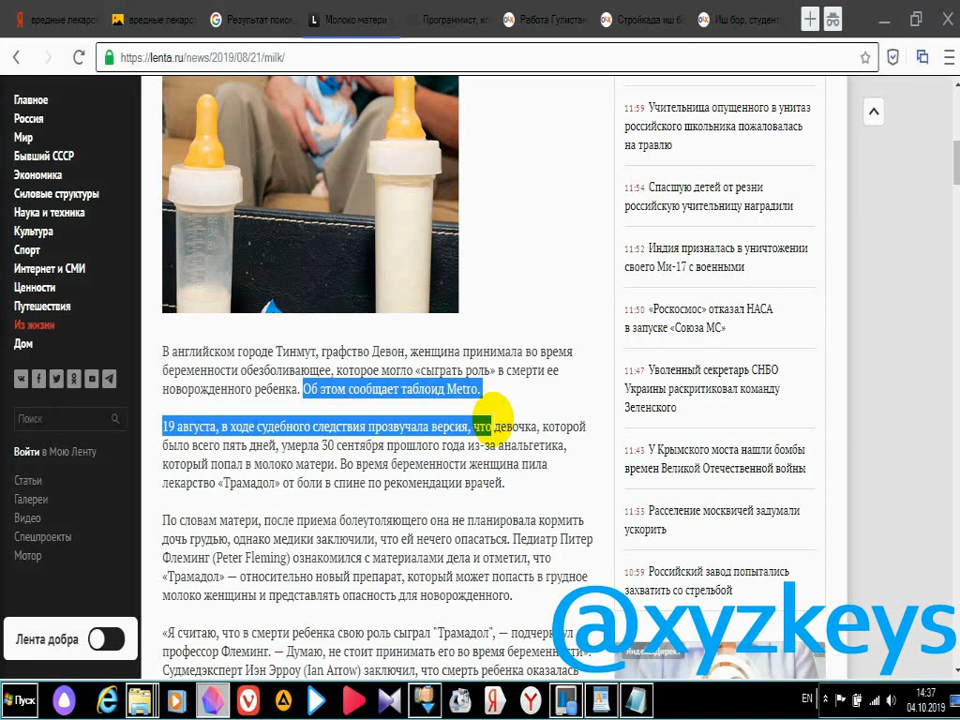 вредные лекарс
вредные лекарс
Результат поиск
Молоко матери
Программист, ко
Работа Гулистан
Стройкада иш б
Иш бор, студент
https://lenta.ru/news/2019/08/21/milk/
Главное
Россия
Мир
Бывший СССР
Экономика
Силовые структуры
Наука и техника
Культура
Спорт
Интернет и СМИ
Ценности
Путешествия
Из жизни
Дом
Поиск
Войти в Мою Ленту
Статьи
Галереи
Видео
Спецпроекты
Мотор
Лента добра
В английском городе Тинмут, графство Девон, женщина принимала во время
беременности обезболивающее, которое могло «сыграть роль» в смерти ее
новорожденного ребенка. Об этом сообщает таблоид Metro.
19 августа, в ходе судебного следствия прозвучала версия, что девочка, которой
было всего пять дней, умерла 30 сентября прошлого года из-за анальгетика,
который попал в молоко матери. Во время беременности женщина пила
лекарство «Трамадол» от боли в спине по рекомендации врачей.
По словам матери, после приема болеутоляющего она не планировала кормить
дочь грудью, однако медики заключили, что ей нечего опасаться. Педиатр Питер
Флеминг (Peter Fleming) ознакомился с материалами дела и отметил, что
«Трамадол» — относительно новый препарат, который может попасть в грудное
молоко женщины и представлять опасность для новорожденного.
«Я считаю, что в смерти ребенка свою роль сыграл "Трамадол", — подчеркнул
профессор Флеминг. — Думаю, не стоит принимать его во время беременности».
Судмедэксперт Иэн Эрроу (Ian Arrow) заключил, что смерть ребенка оказалась
11:59 Учительница опущенного в унитаз
российского школьника пожаловалась
на травлю
11:54 Спасшую детей от резни
российскую учительницу наградили
11:52 Индия призналась в уничтожении
своего Ми-17 с военными
11:50 «Роскосмос» отказал НАСА
в запуске «Союза МС»
11:47 Уволенный секретарь СНБО
Украины раскритиковал команду
Зеленского
11:43 У Крымского моста нашли бомбы
времен Великой Отечественной войны
11:33 Расселение москвичей задумали
ускорить
10:59 Российский завод попытались
захватить со стрельбой
Яндекс.Директ
@xyzkeys
Пуск
EN
14:37
04.10.2019